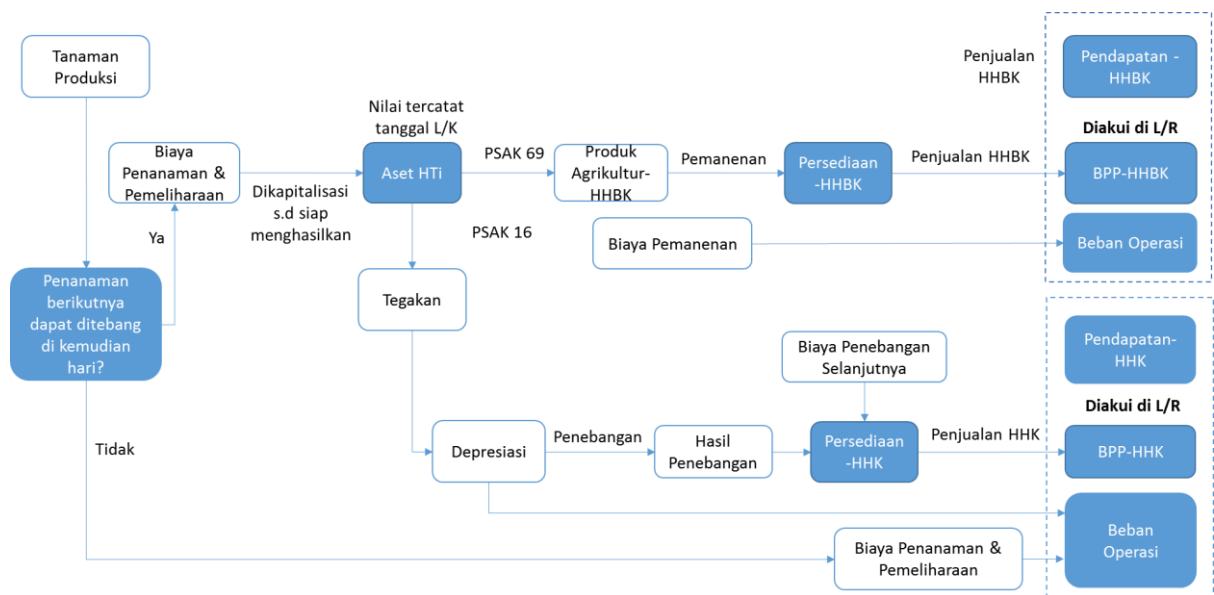 Tanaman
Produksi
Penjualan
HHBK
Pendapatan -
HHBK
Nilai tercatat
tanggal L/K
Diakui di L/R
Biaya
Penanaman &
Pemeliharaan
Dikapitalisasi
s.d siap
menghasilkan
Aset HTi
PSAK 69
Produk
Agrikultur-
HHBK
Pemanenan
Persediaan
-HHBK
Penjualan HHBK
BPP-HHBK
Ya
PSAK 16
Biaya Pemanenan
Beban Operasi
Penanaman
berikutnya
dapat ditebang
di kemudian
hari?
Tegakan
Biaya Penebangan
Selanjutnya
Pendapatan-
HHK
Diakui di L/R
Tidak
Depresiasi
Penebangan
Hasil
Penebangan
Persediaan
-HHK
Penjualan HHK
BPP-HHK
Biaya Penanaman &
Pemeliharaan
Beban
Operasi